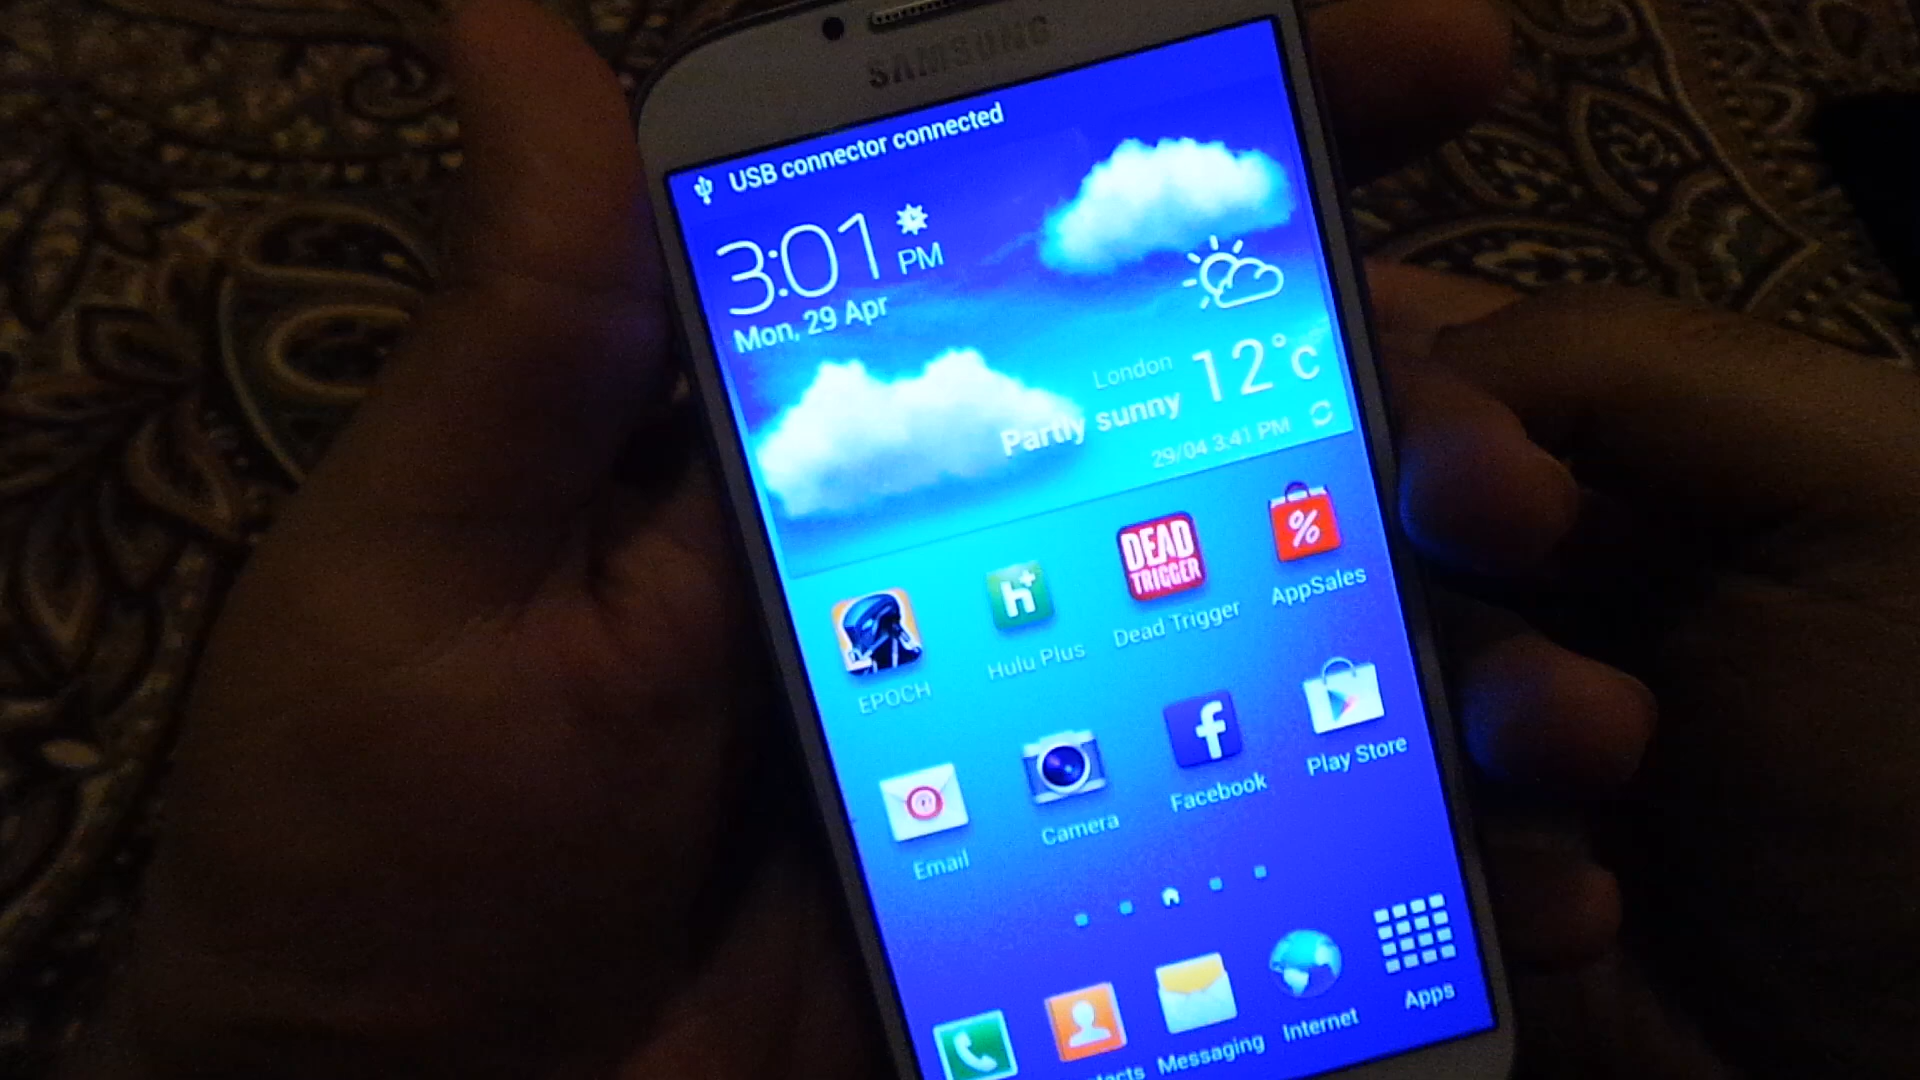 SAMSUNG
USB connector connected
3:01 PM
Mon, 29 Apr
London
12°c
Partly sunny
29/04 3:41 PM
DEAD
TRIGGER
%
h+
EPOCH
Hulu Plus
Dead Trigger
AppSales
@
f
Email
Camera
Facebook
Play Store
Messaging
Internet
Apps